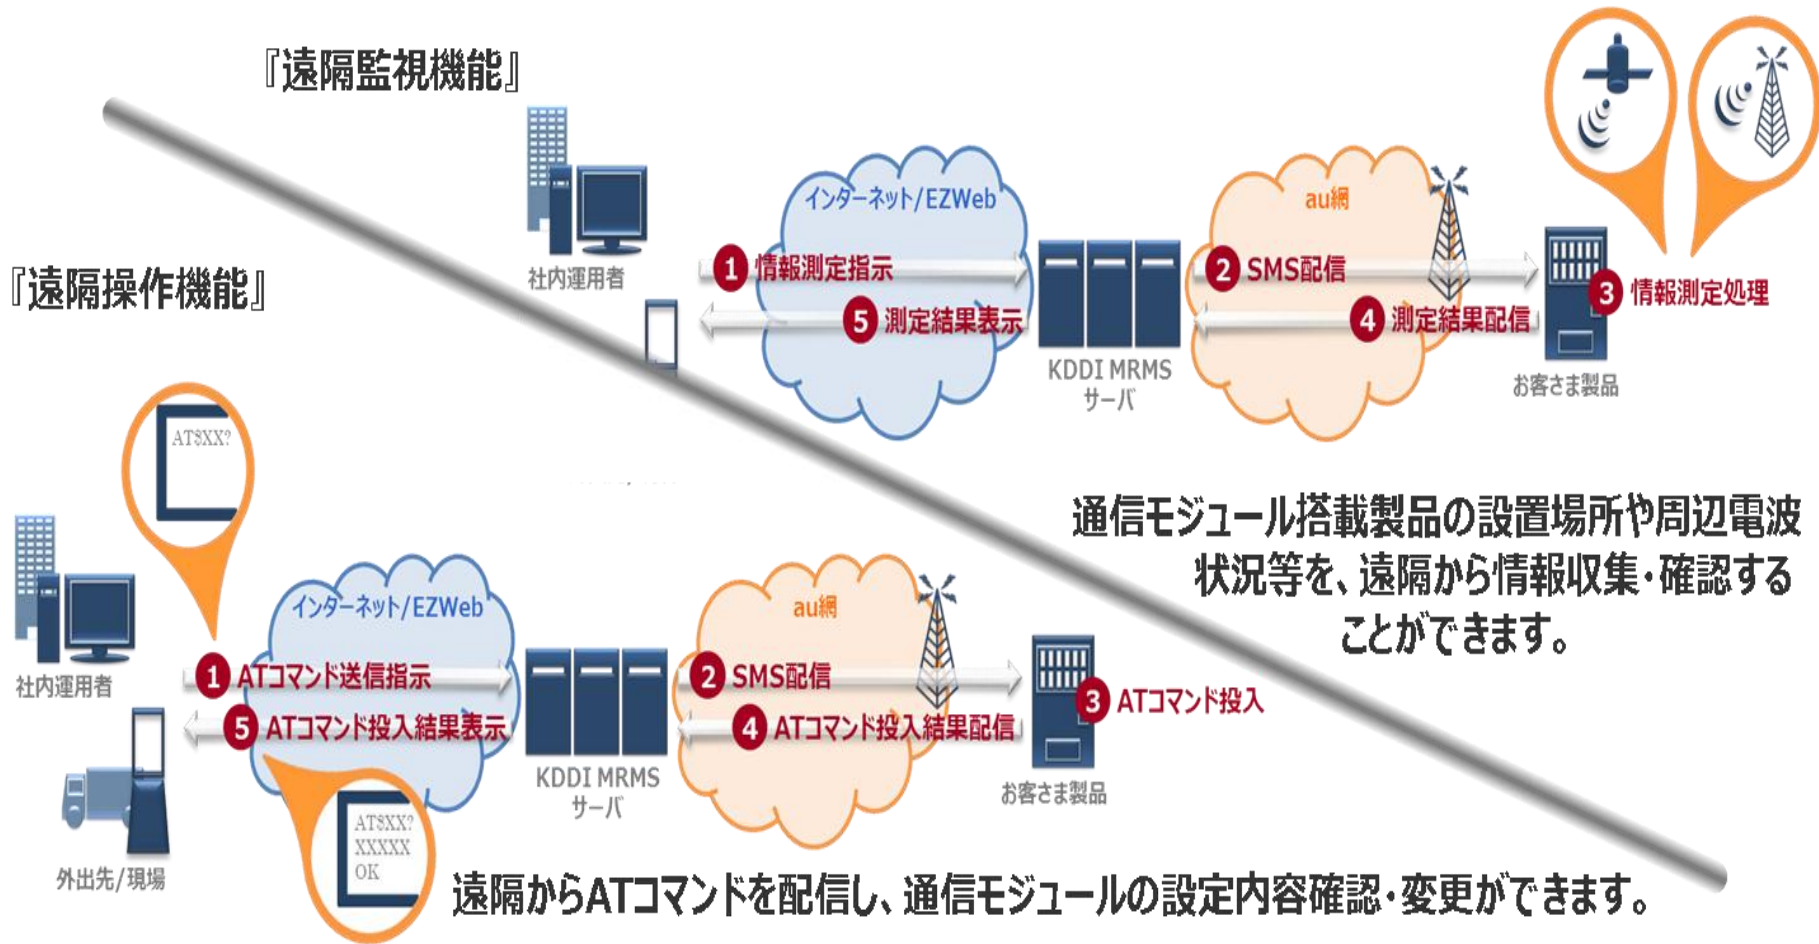 『遠隔監視機能』
インターネット/EZWeb
au網
社内運用者
1 情報測定指示
2 SMS配信
3 情報測定処理
5 測定結果表示
4 測定結果配信
KDDI MRMS
サーバ
お客さま製品
通信モジュール搭載製品の設置場所や周辺電波
状況等を、遠隔から情報収集・確認する
ことができます。
『遠隔操作機能』
AT$XX?
インターネット/EZWeb
au網
社内運用者
1 ATコマンド送信指示
2 SMS配信
3 ATコマンド投入
5 ATコマンド投入結果表示
4 ATコマンド投入結果配信
KDDI MRMS
サーバ
お客さま製品
外出先/現場
AT$XX?
XXXXX
OK
遠隔からATコマンドを配信し、通信モジュールの設定内容確認・変更ができます。